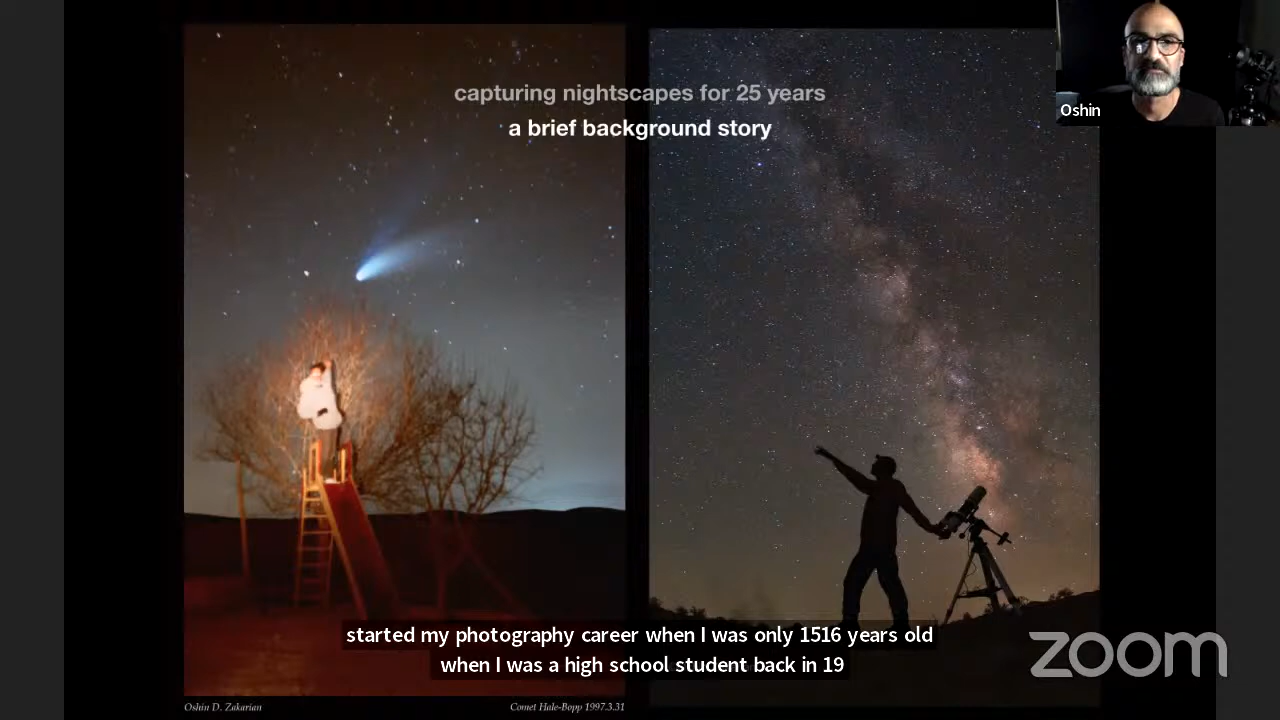 capturing nightscapes for 25 years
a brief background story
Oshin
started my photography career when I was only 1516 years old
when I was a high school student back in 19
zoom
Oshin D. Zakarian
Comet Hale-Bopp 1997.3.31